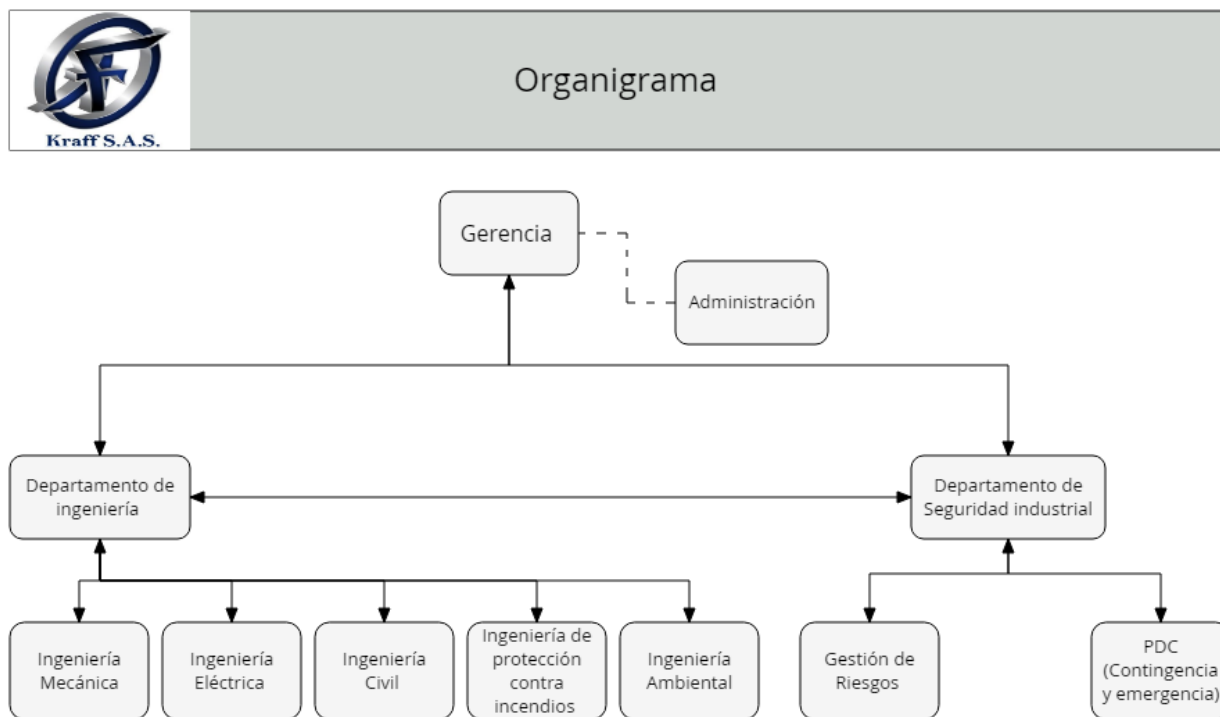 Kraff S.A.S.
Organigrama
Gerencia
Administración
Departamento de
ingeniería
Departamento de
Seguridad industrial
Ingeniería
Mecánica
Ingeniería
Eléctrica
Ingeniería
Civil
Ingeniería de
protección
contra
incendios
Ingeniería
Ambiental
Gestión de
Riesgos
PDC
(Contingencia
y emergencia)